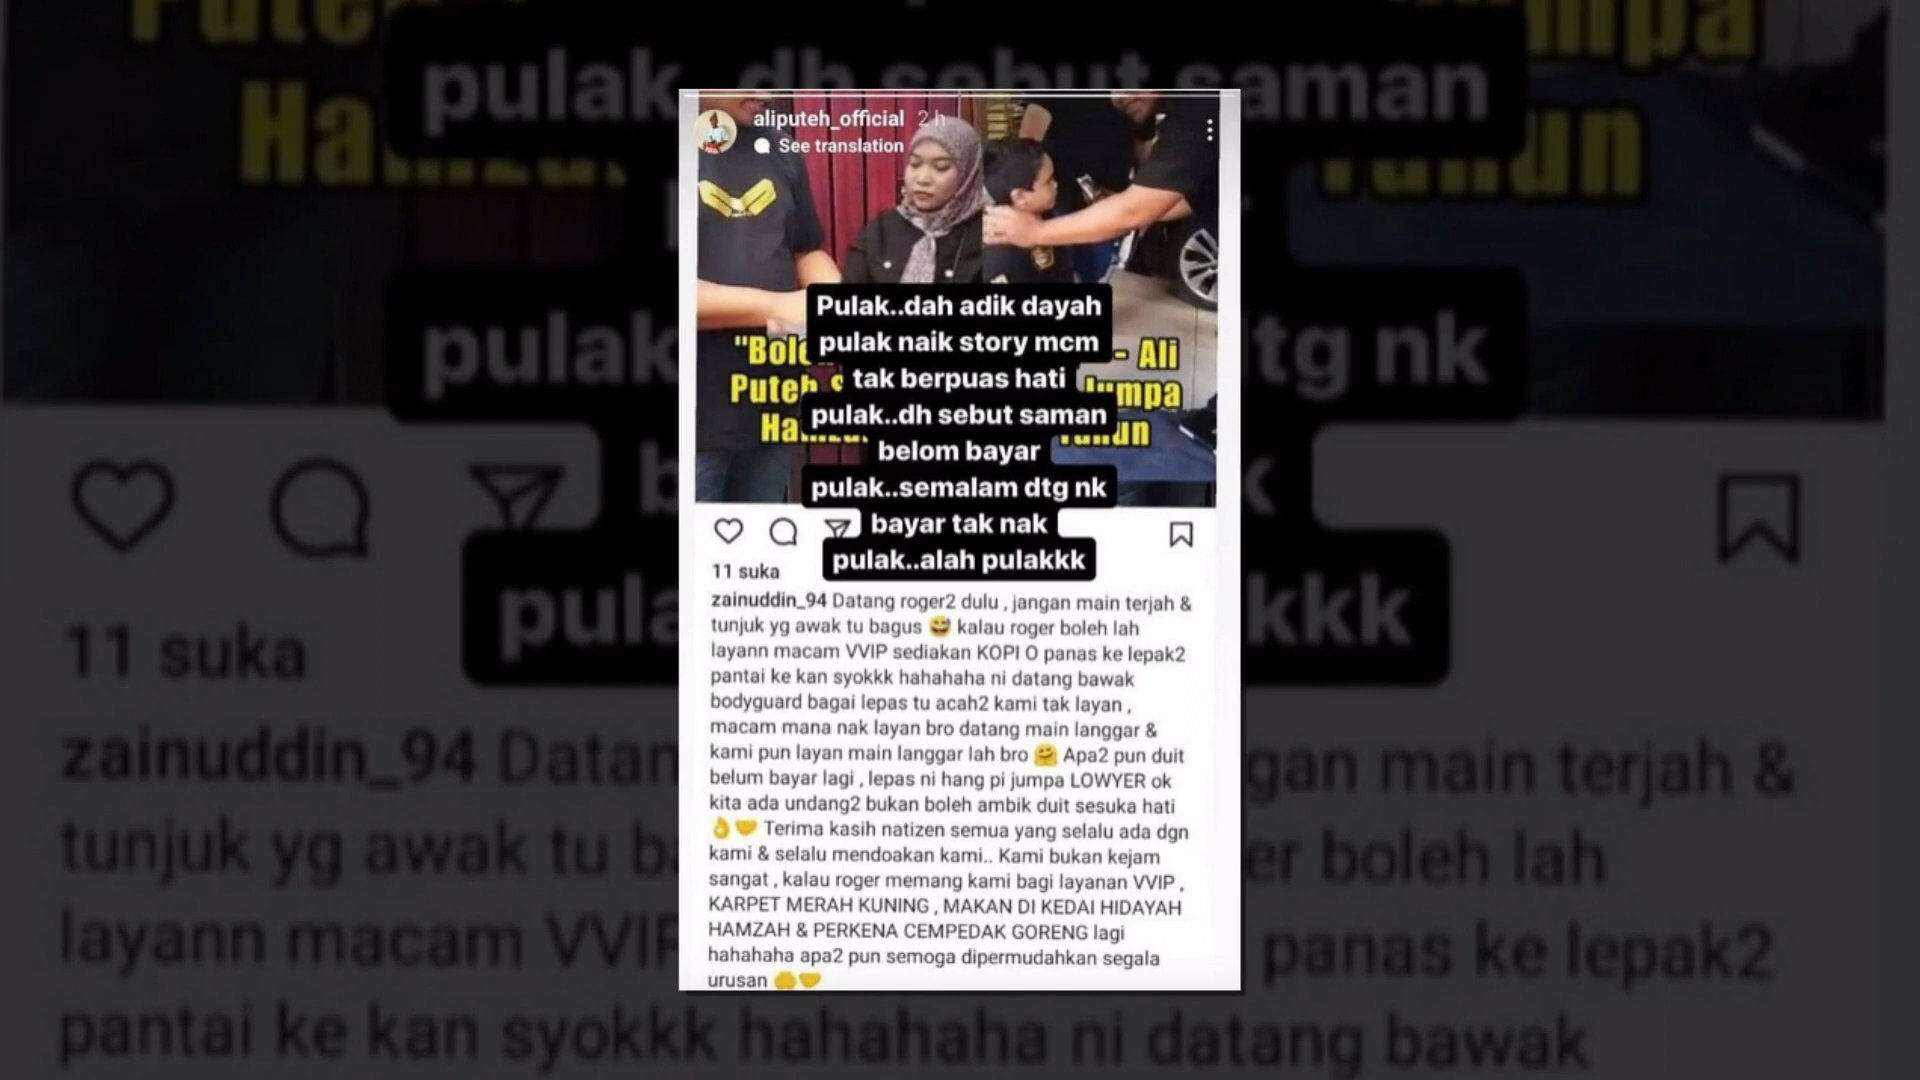 aliputeh_official 2 h
See translation
Pulak..dah adik dayah
pulak naik story mcm
tak berpuas hati
pulak..dh sebut saman
belom bayar
pulak..semalam dtg nk
bayar tak nak
pulak..alah pulakkk
- Ali
Puteh
11 suka
zainuddin_94 Datang roger2 dulu , jangan main terjah &
tunjuk yg awak tu bagus 😅 kalau roger boleh lah
layann macam VVIP sediakan KOPI O panas ke lepak2
pantai ke kan syokkk hahahaha ni datang bawak
bodyguard bagai lepas tu acah2 kami tak layan ,
macam mana nak layan bro datang main langgar &
kami pun layan main langgar lah bro 🤗 Apa2 pun duit
belum bayar lagi , lepas ni hang pi jumpa LOWYER ok
kita ada undang2 bukan boleh ambik duit sesuka hati
👌🤝 Terima kasih natizen semua yang selalu ada dgn
kami & selalu mendoakan kami.. Kami bukan kejam
sangat , kalau roger memang kami bagi layanan VVIP ,
KARPET MERAH KUNING , MAKAN DI KEDAI HIDAYAH
HAMZAH & PERKENA CEMPEDAK GORENG lagi
hahahaha apa2 pun semoga dipermudahkan segala
urusan 🤲🤝